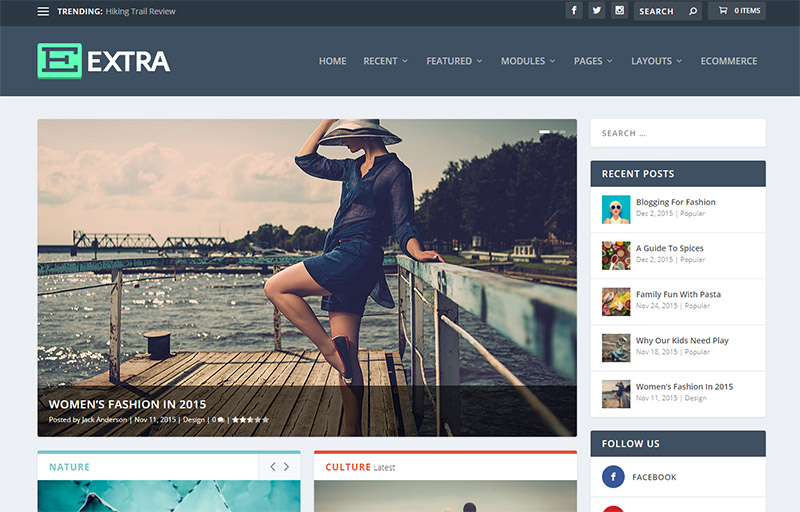 TRENDING: Hiking Trail Review
SEARCH
0 ITEMS
E EXTRA
HOME RECENT FEATURED MODULES PAGES LAYOUTS ECOMMERCE
WOMEN'S FASHION IN 2015
Posted by Jack Anderson | Nov 11, 2015 | Design | 0 |
NATURE
CULTURE Latest
SEARCH ...
RECENT POSTS
Blogging For Fashion
Dec 2, 2015 | Popular
A Guide To Spices
Dec 2, 2015 | Popular
Family Fun With Pasta
Nov 24, 2015 | Popular
Why Our Kids Need Play
Nov 18, 2015 | Popular
Women's Fashion In 2015
Nov 11, 2015 | Design
FOLLOW US
FACEBOOK